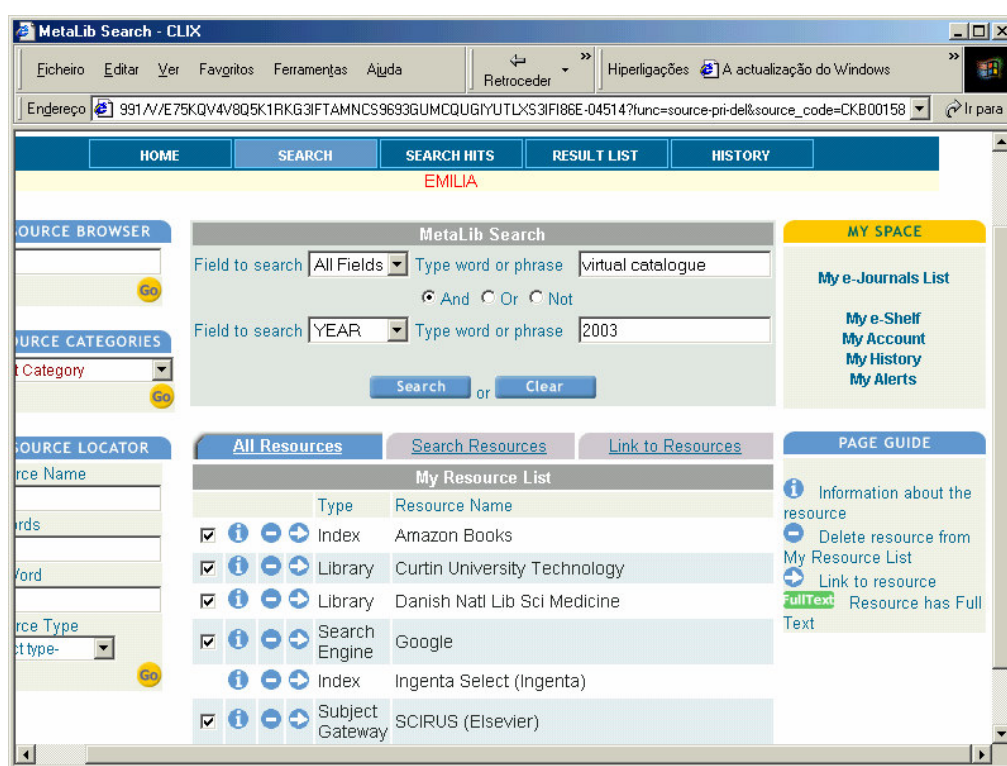 MetaLib Search - CLIX
Ficheiro Editar Ver Favoritos Ferramentas Ajuda Retroceder » Hiperligações A actualização do Windows »
Endereço func=source-pri-del&source_code=CKB00158 Ir para
HOME SEARCH SEARCH HITS RESULT LIST HISTORY
EMILIA
OURCE BROWSER
Go
OURCE CATEGORIES
t Category
Go
SOURCE LOCATOR
rce Name
rds
Word
rce Type
ct type-
Go
MetaLib Search
Field to search All Fields Type word or phrase virtual catalogue
And Or Not
Field to search YEAR Type word or phrase 2003
Search or Clear
All Resources Search Resources Link to Resources
My Resource List
Type Resource Name
Index Amazon Books
Library Curtin University Technology
Library Danish Natl Lib Sci Medicine
Search
Engine Google
Index Ingenta Select (Ingenta)
Subject
Gateway SCIRUS (Elsevier)
MY SPACE
My e-Journals List
My e-Shelf
My Account
My History
My Alerts
PAGE GUIDE
Information about the
resource
Delete resource from
My Resource List
Link to resource
FullText Resource has Full
Text